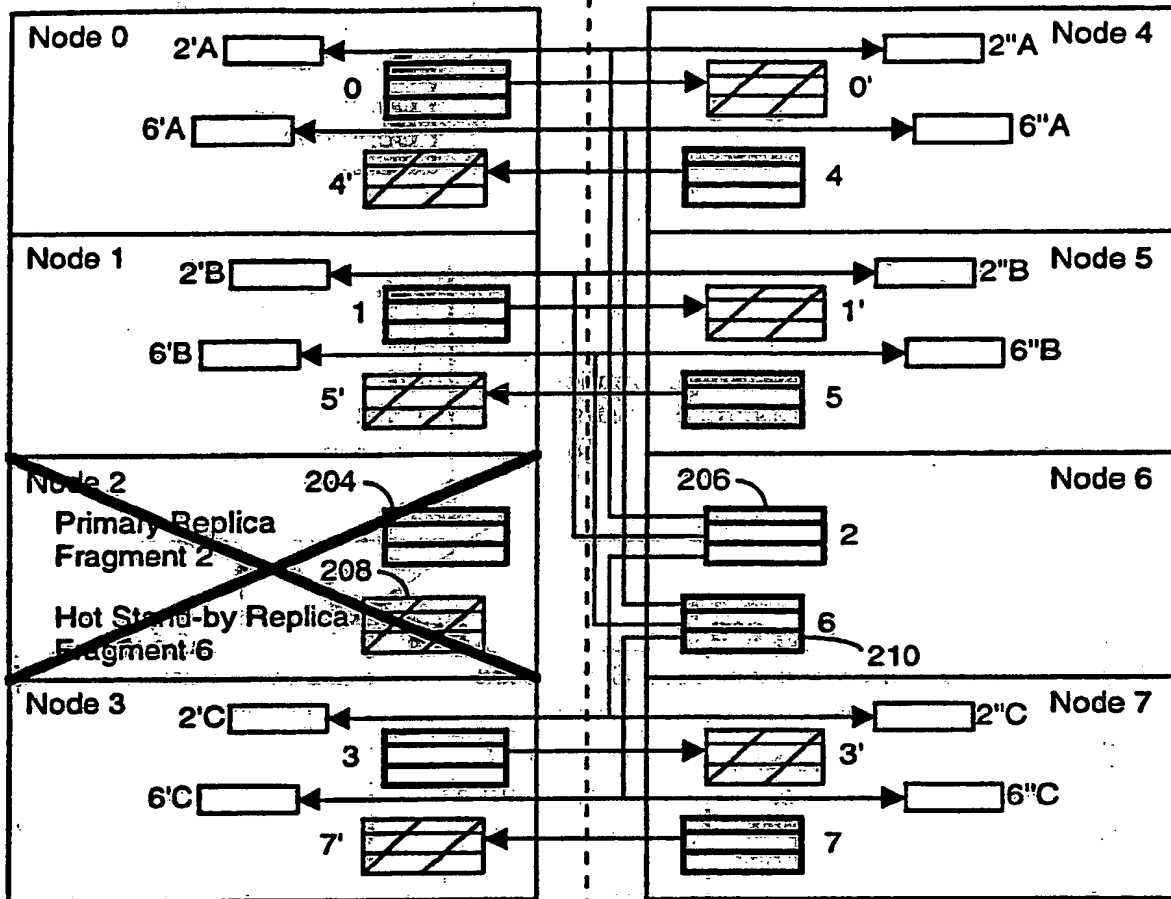 Node 0
2'A
0
6'A
4'
2"A
Node 4
0'
6"A
4
Node 1
2'B
1
6'B
5'
2"B
Node 5
1'
6"B
5
Node 2
204
Primary Replica
Fragment 2
208
Hot Stand-by Replica
Fragment 6
Node 6
206
2
6
210
Node 3
2'C
3
6'C
7'
2"C
Node 7
3'
6"C
7